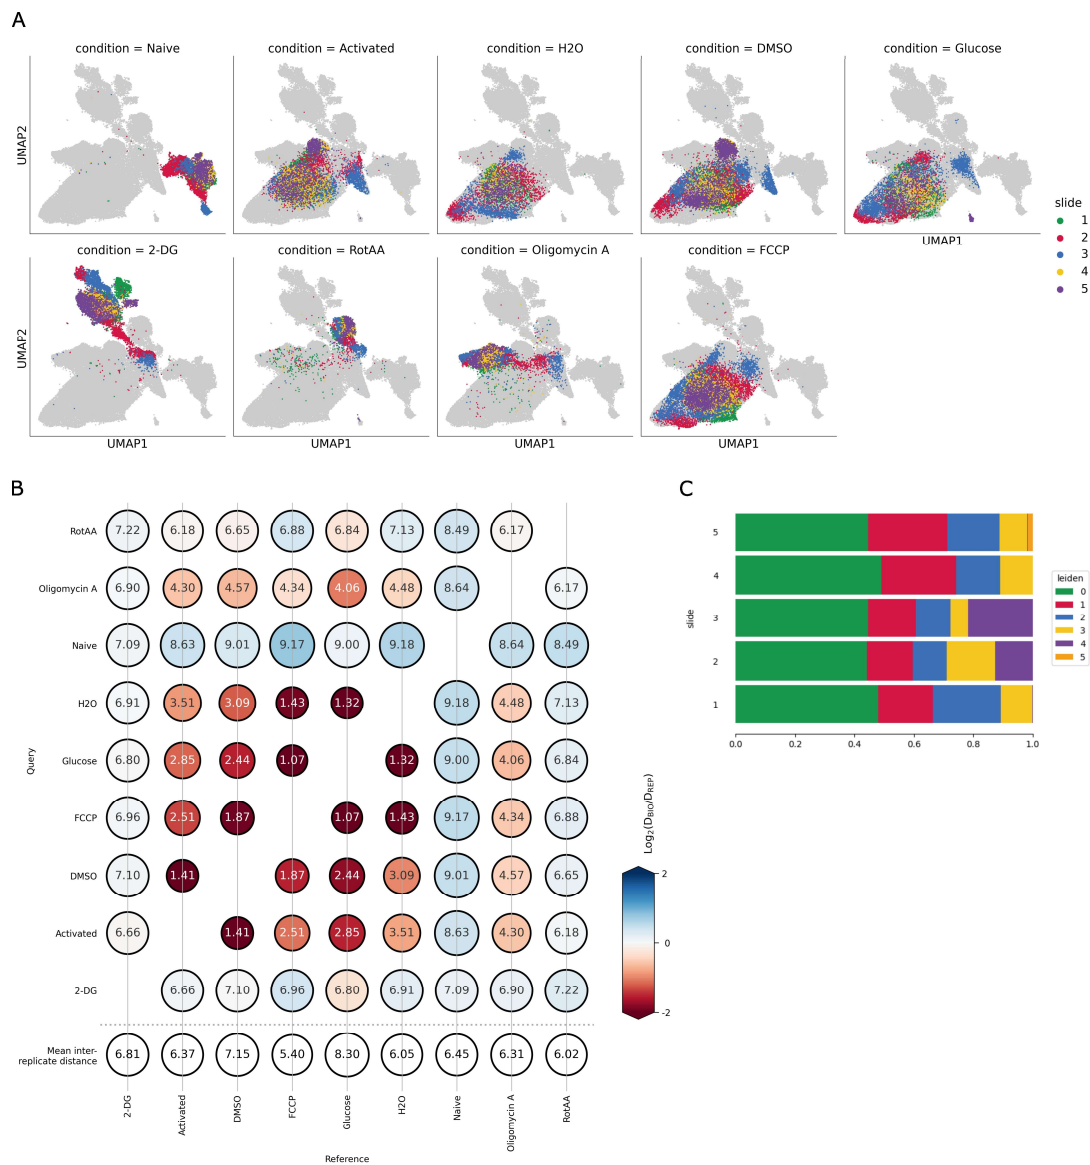 A
condition = Naive
condition = Activated
condition = H2O
condition = DMSO
condition = Glucose
UMAP2
UMAP1
slide
1
2
3
4
5
condition = 2-DG
condition = RotAA
condition = Oligomycin A
condition = FCCP
UMAP2
UMAP1
UMAP1
UMAP1
UMAP1
B
RotAA 7.22 6.18 6.65 6.88 6.84 7.13 8.49 6.17
Oligomycin A 6.90 4.30 4.57 4.34 4.06 4.48 8.64 6.17
Naive 7.09 8.63 9.01 9.17 9.00 9.18 8.64 8.49
H2O 6.91 3.51 3.09 1.43 1.32 9.18 4.48 7.13
Query
Glucose 6.80 2.85 2.44 1.07 1.32 9.00 4.06 6.84
FCCP 6.96 2.51 1.87 1.07 1.43 9.17 4.34 6.88
DMSO 7.10 1.41 1.87 2.44 3.09 9.01 4.57 6.65
Activated 6.66 1.41 2.51 2.85 3.51 8.63 4.30 6.18
2-DG 6.66 7.10 6.96 6.80 6.91 7.09 6.90 7.22
Mean inter-
replicate distance
6.81 6.37 7.15 5.40 8.30 6.05 6.45 6.31 6.02
2-DG
Activated
DMSO
FCCP
Glucose
H2O
Naive
Oligomycin A
RotAA
Reference
Log2(DBIO/DREP)
2
1
0
-1
-2
C
slide
5
4
3
2
1
0.0 0.2 0.4 0.6 0.8 1.0
leiden
0
1
2
3
4
5